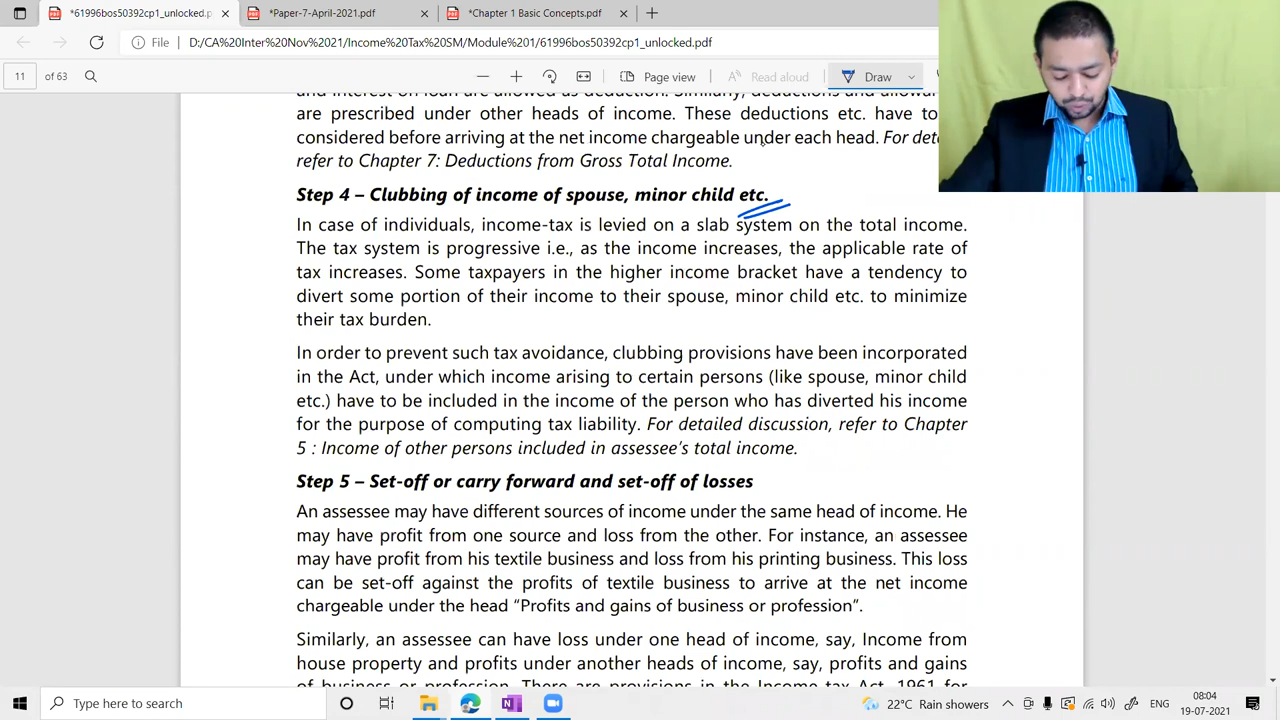 *61996bos50392cp1_unlocked.p
*Paper-7-April-2021.pdf
*Chapter 1 Basic Concepts.pdf
File
D:/CA%20Inter%20Nov%2021/Income%20Tax%20SM/Module%201/61996bos50392cp1_unlocked.pdf
11 of 63
Page view
Read aloud
Draw
are prescribed under other heads of income. These deductions etc. have to
considered before arriving at the net income chargeable under each head. For deta
refer to Chapter 7: Deductions from Gross Total Income.
Step 4 – Clubbing of income of spouse, minor child etc.
In case of individuals, income-tax is levied on a slab system on the total income.
The tax system is progressive i.e., as the income increases, the applicable rate of
tax increases. Some taxpayers in the higher income bracket have a tendency to
divert some portion of their income to their spouse, minor child etc. to minimize
their tax burden.
In order to prevent such tax avoidance, clubbing provisions have been incorporated
in the Act, under which income arising to certain persons (like spouse, minor child
etc.) have to be included in the income of the person who has diverted his income
for the purpose of computing tax liability. For detailed discussion, refer to Chapter
5 : Income of other persons included in assessee's total income.
Step 5 – Set-off or carry forward and set-off of losses
An assessee may have different sources of income under the same head of income. He
may have profit from one source and loss from the other. For instance, an assessee
may have profit from his textile business and loss from his printing business. This loss
can be set-off against the profits of textile business to arrive at the net income
chargeable under the head "Profits and gains of business or profession".
Similarly, an assessee can have loss under one head of income, say, Income from
house property and profits under another heads of income, say, profits and gains
of business or profession. There are provisions in the Income tax Act, 1961 for
Type here to search
22°C Rain showers
ENG
08:04
19-07-2021